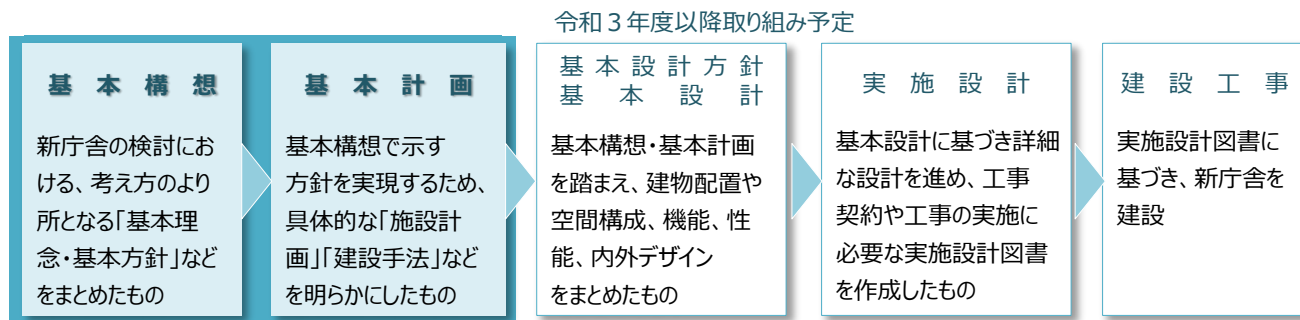 令和3年度以降取り組み予定
基本構想
新庁舎の検討にお
ける、考え方のより
所となる「基本理
念・基本方針」など
をまとめたもの
基本計画
基本構想で示す
方針を実現するため、
具体的な「施設計
画」「建設手法」など
を明らかにしたもの
基本設計方針
基本設計
基本構想・基本計画
を踏まえ、建物配置や
空間構成、機能、性
能、内外デザイン
をまとめたもの
実施設計
基本設計に基づき詳細
な設計を進め、工事
契約や工事の実施に
必要な実施設計図書
を作成したもの
建設工事
実施設計図書に
基づき、新庁舎を
建設